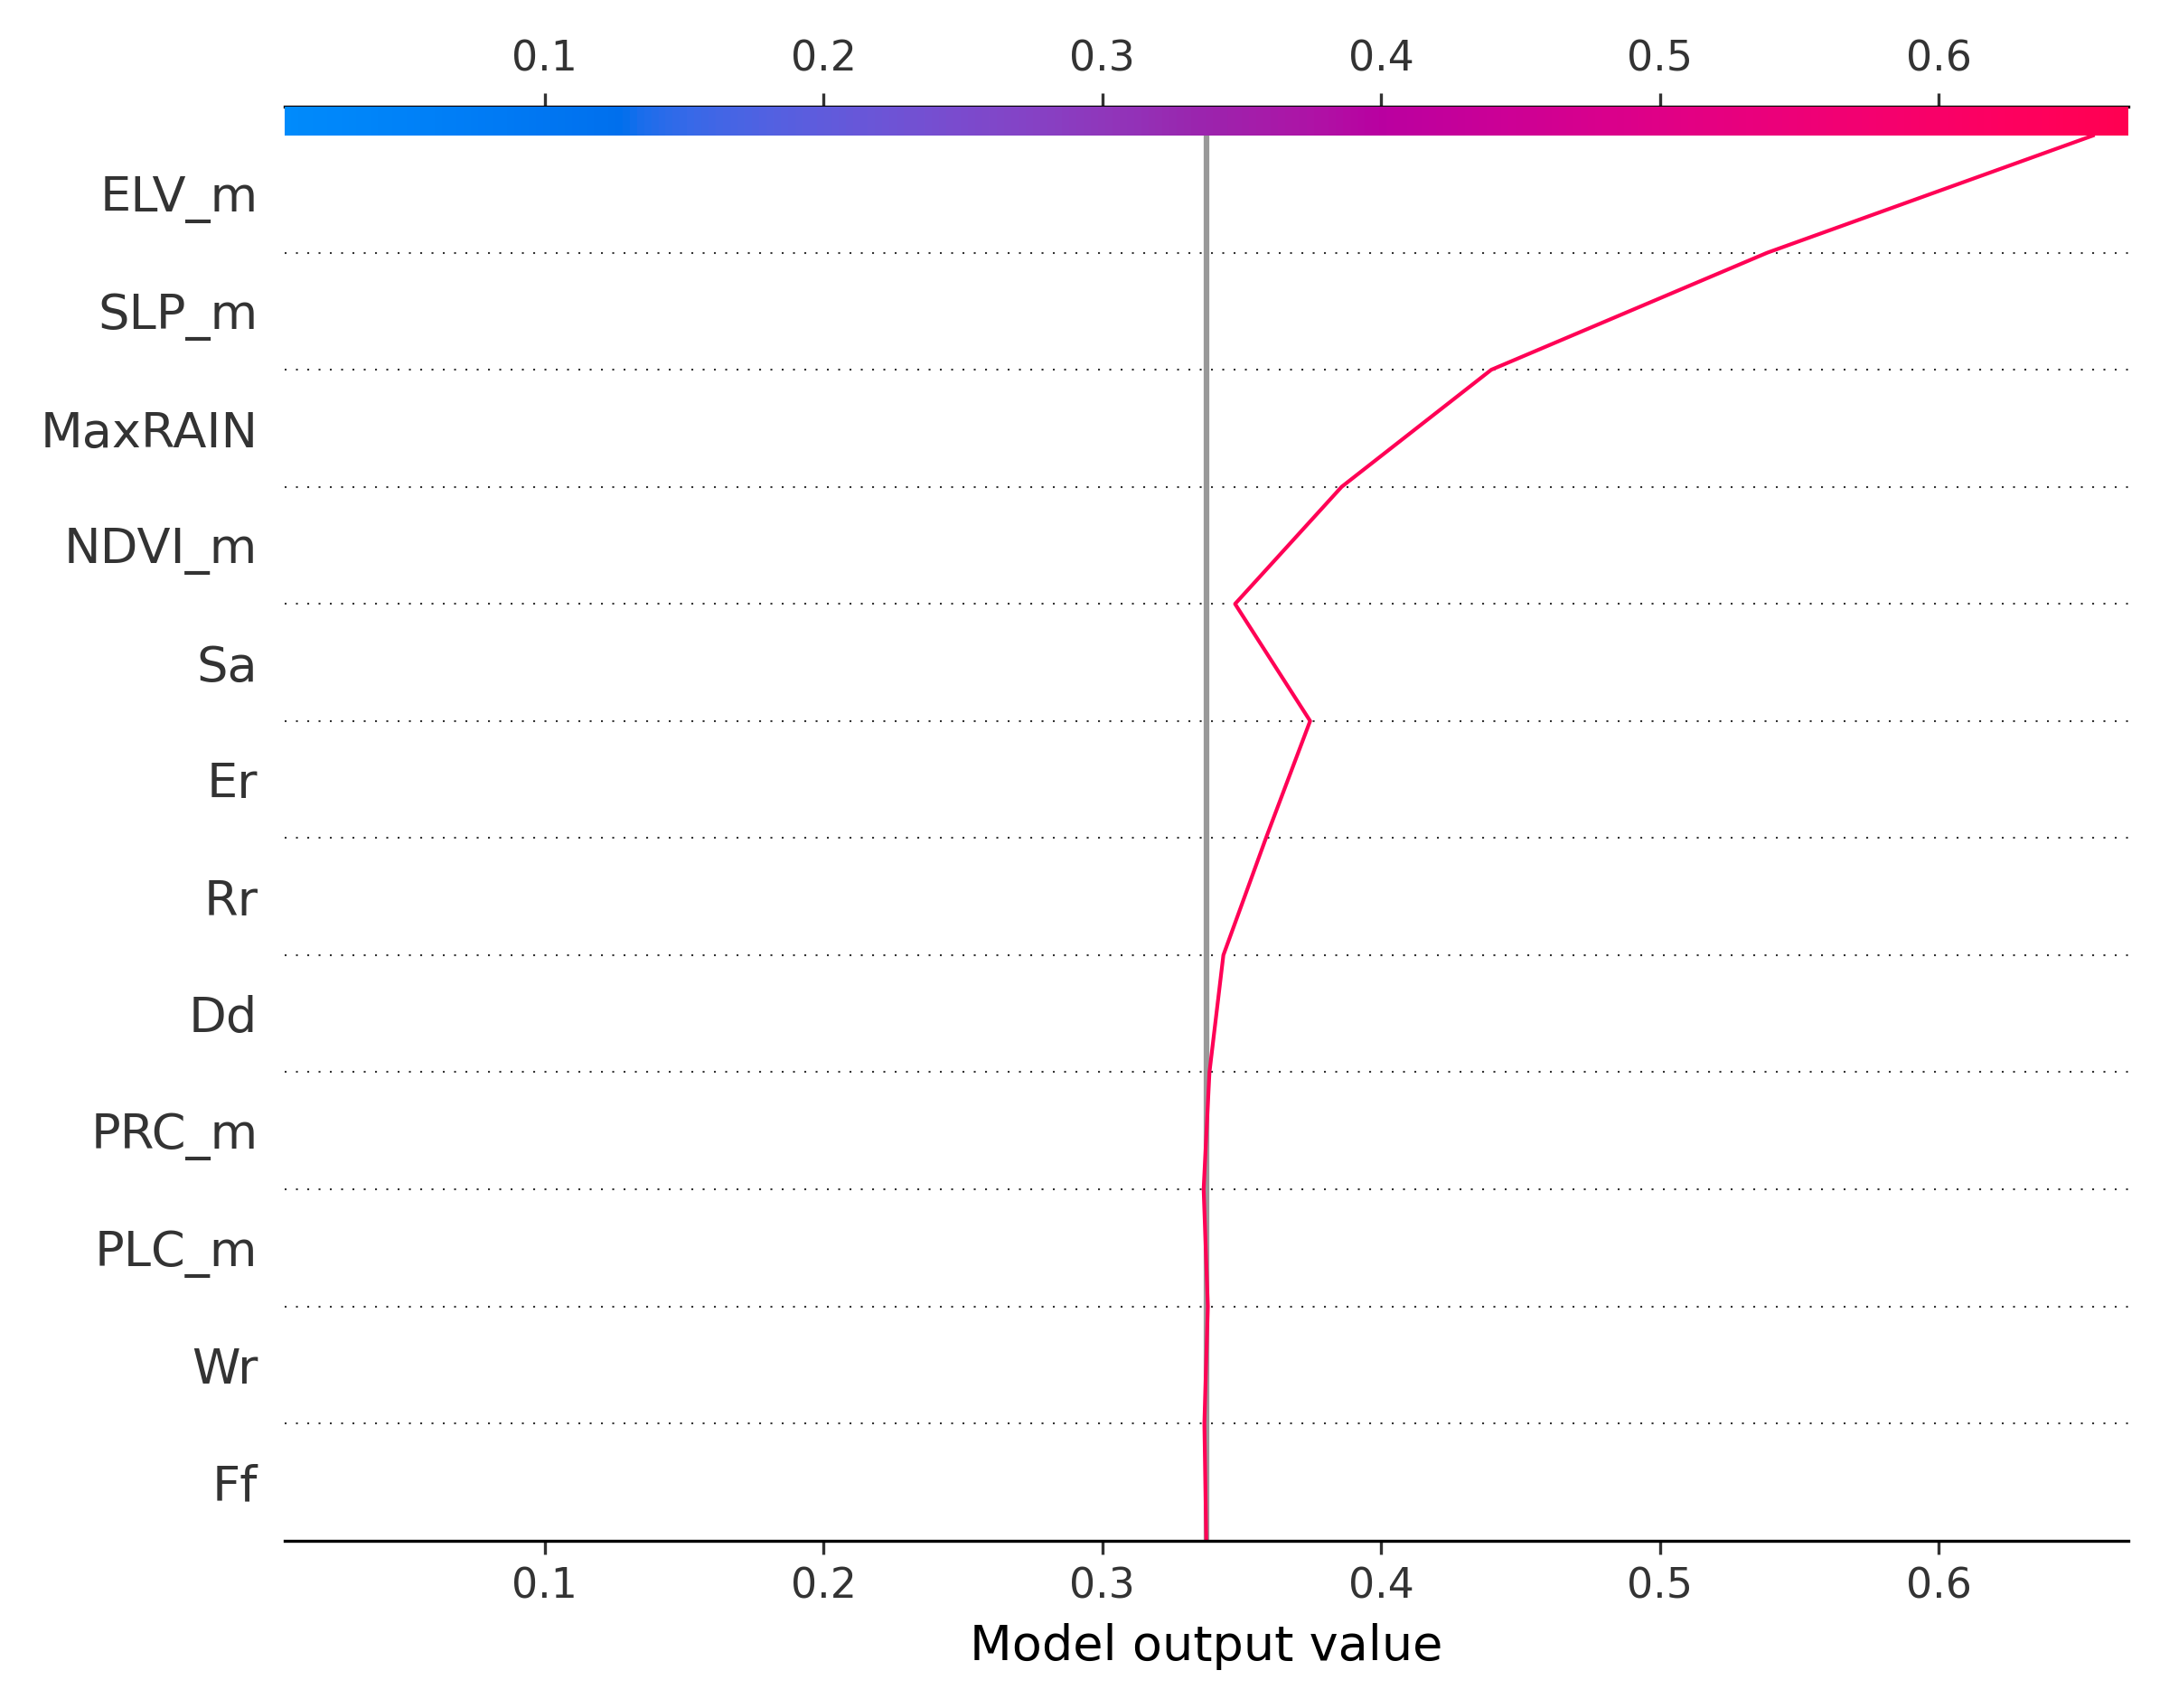 0.1 0.2 0.3 0.4 0.5 0.6
ELV_m
SLP_m
MaxRAIN
NDVI_m
Sa
Er
Rr
Dd
PRC_m
PLC_m
Wr
Ff
0.1 0.2 0.3 0.4 0.5 0.6
Model output value